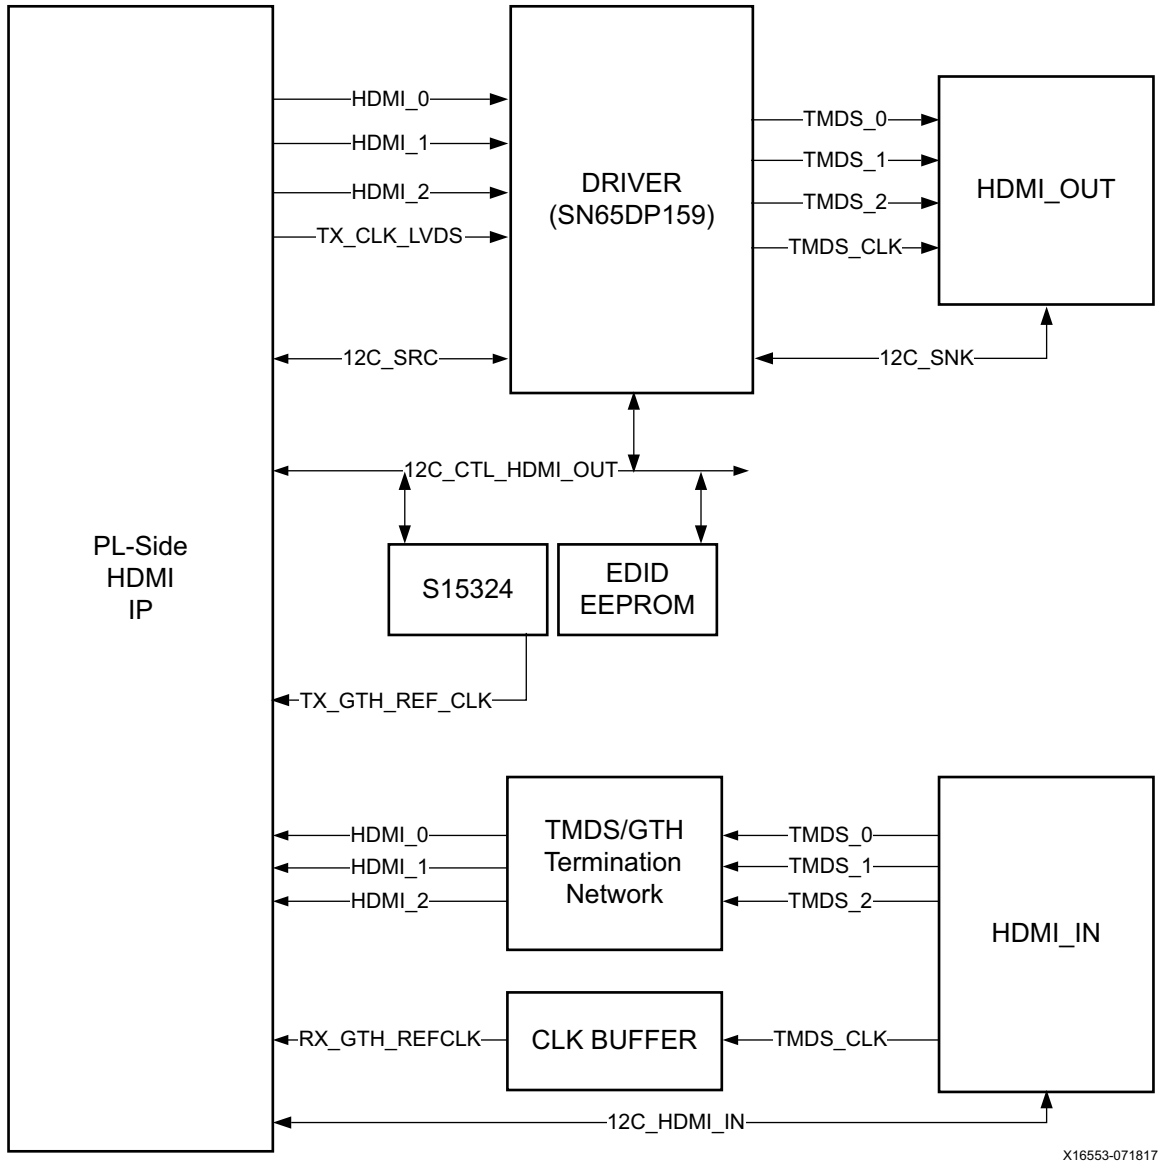 HDMI_0
HDMI_1
HDMI_2
TX_CLK_LVDS
DRIVER
(SN65DP159)
TMDS_0
TMDS_1
TMDS_2
TMDS_CLK
HDMI_OUT
12C_SRC
12C_SNK
12C_CTL_HDMI_OUT
PL-Side
HDMI
IP
S15324
EDID
EEPROM
TX_GTH_REF_CLK
HDMI_0
HDMI_1
HDMI_2
TMDS/GTH
Termination
Network
TMDS_0
TMDS_1
TMDS_2
HDMI_IN
RX_GTH_REFCLK
CLK BUFFER
TMDS_CLK
12C_HDMI_IN
X16553-071817